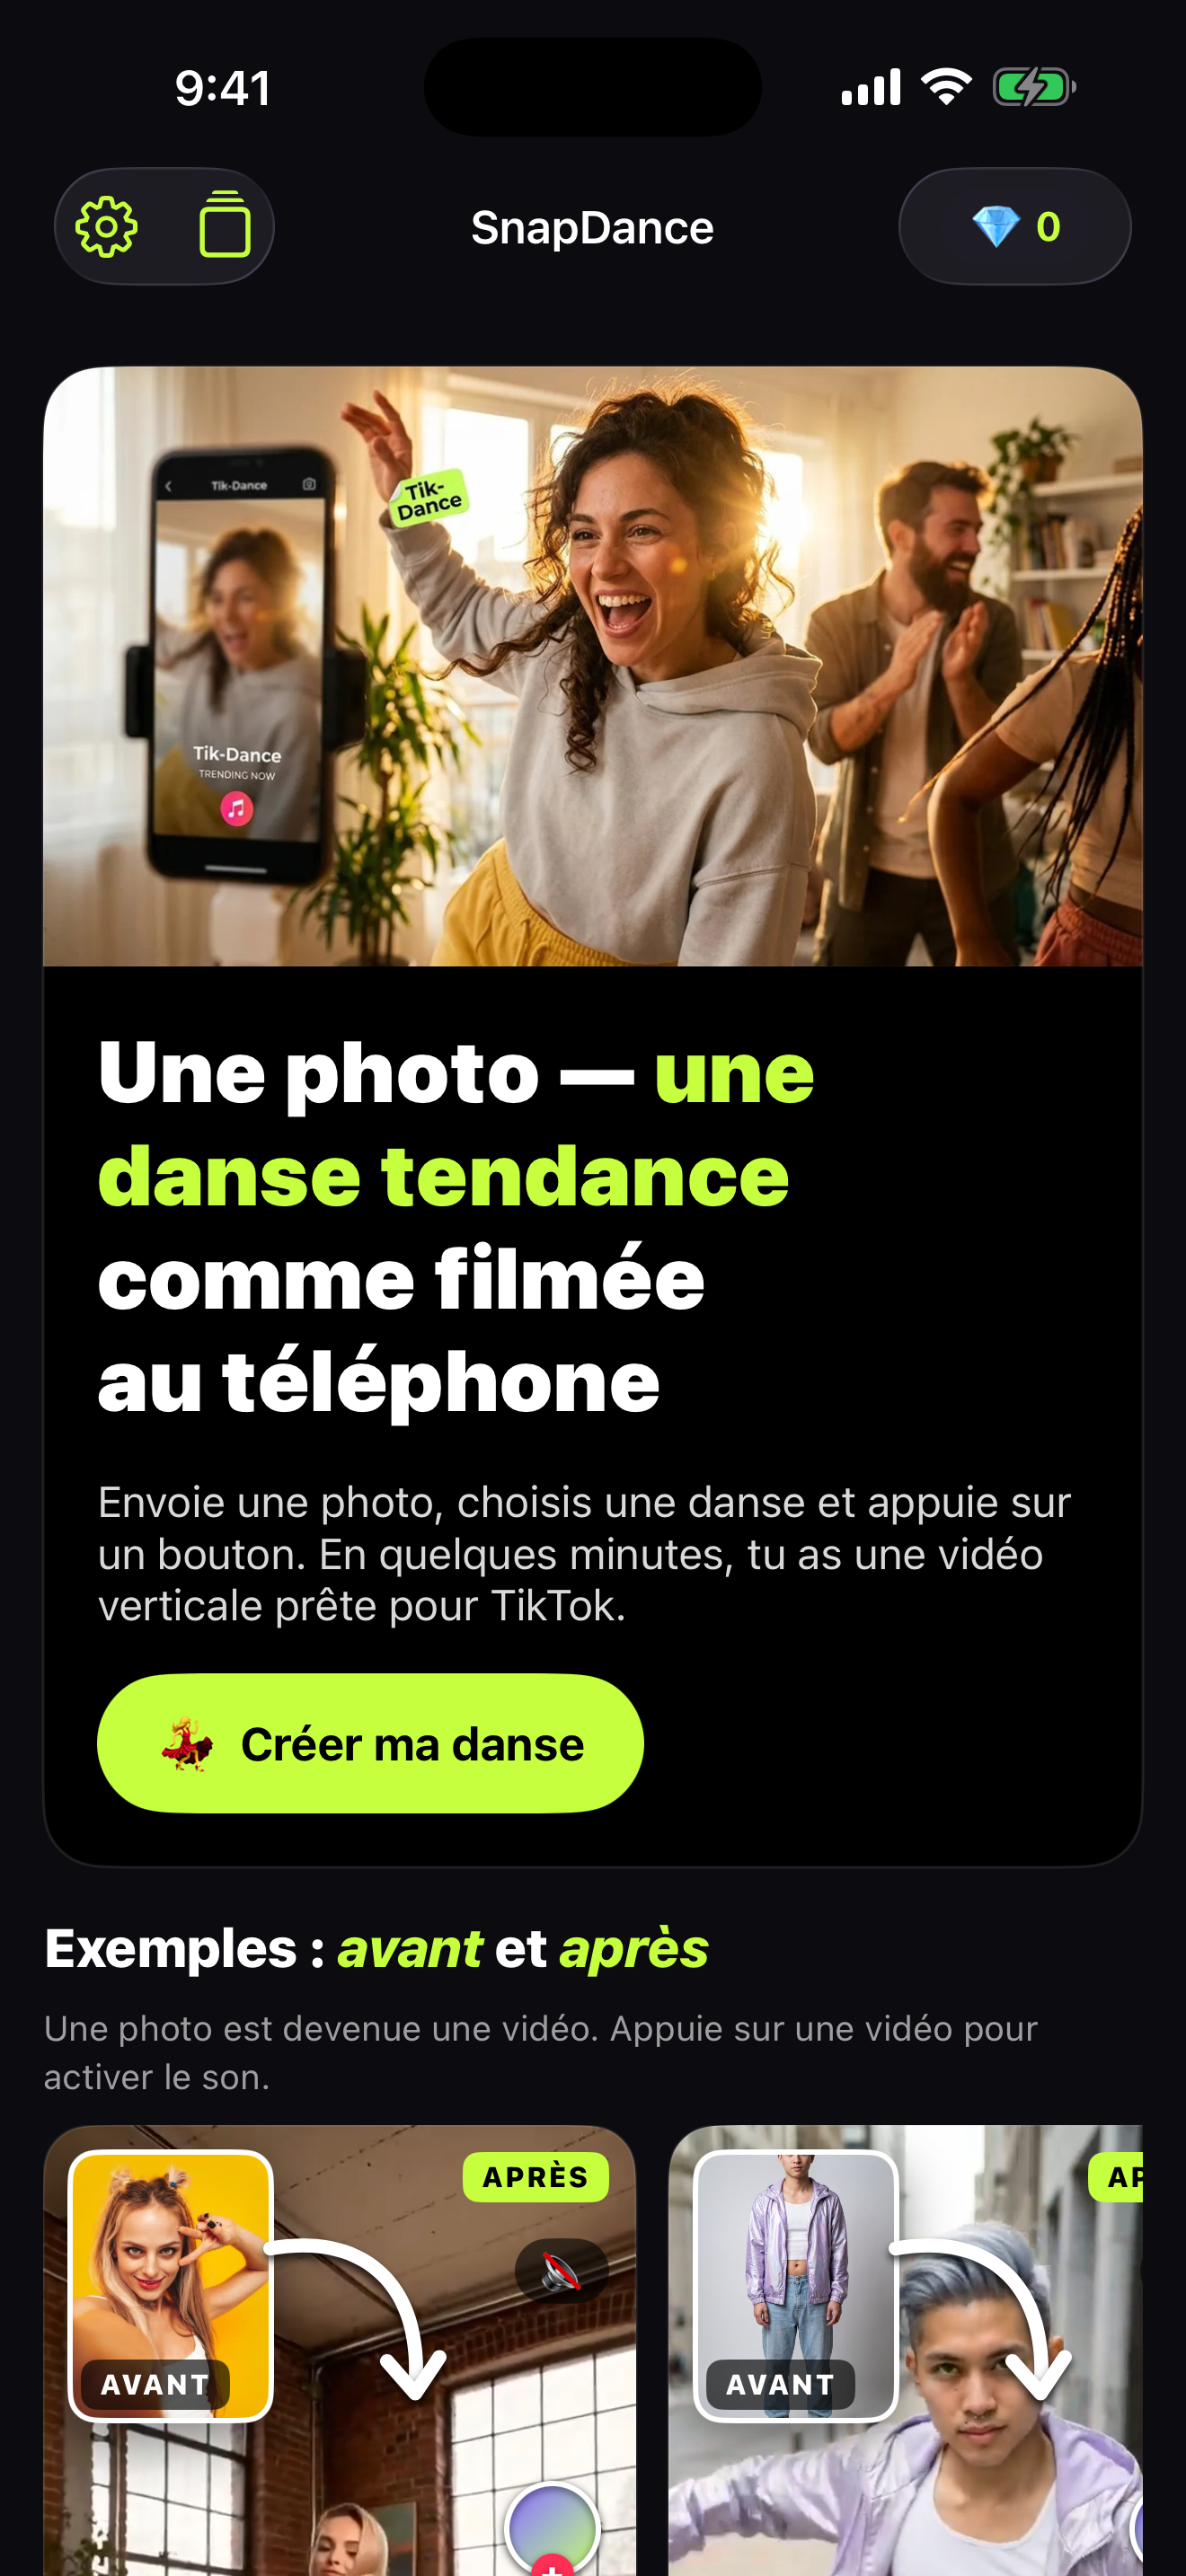 9:41
SnapDance
💎 0
Tik-Dance
Tik-
Dance
Tik-Dance
TRENDING NOW
Une photo — une
danse tendance
comme filmée
au téléphone
Envoie une photo, choisis une danse et appuie sur
un bouton. En quelques minutes, tu as une vidéo
verticale prête pour TikTok.
💃 Créer ma danse
Exemples : avant et après
Une photo est devenue une vidéo. Appuie sur une vidéo pour
activer le son.
APRÈS
AVANT
AP
AVANT